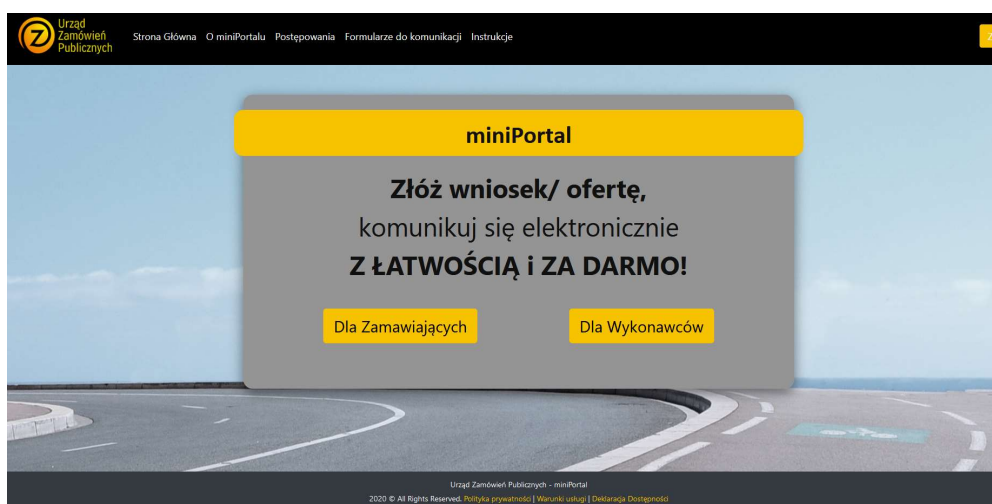 Urząd
Zamówień
Publicznych
Strona Główna O miniPortalu Postępowania Formularze do komunikacji Instrukcje
miniPortal
Złóż wniosek/ ofertę,
komunikuj się elektronicznie
Z ŁATWOŚCIĄ i ZA DARMO!
Dla Zamawiających Dla Wykonawców
Urząd Zamówień Publicznych - miniPortal
2020 © All Rights Reserved. Polityka prywatności | Warunki usługi | Deklaracja Dostępności